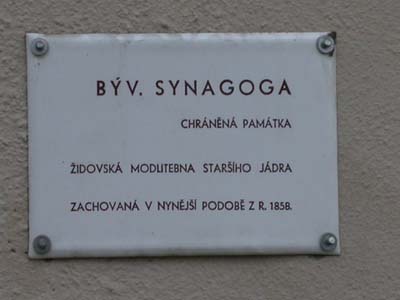 BÝV. SYNAGOGA
CHRÁNĚNÁ PAMÁTKA
ŽIDOVSKÁ MODLITEBNA STARŠÍHO JÁDRA
ZACHOVANÁ V NYNĚJŠÍ PODOBĚ Z R. 1858.